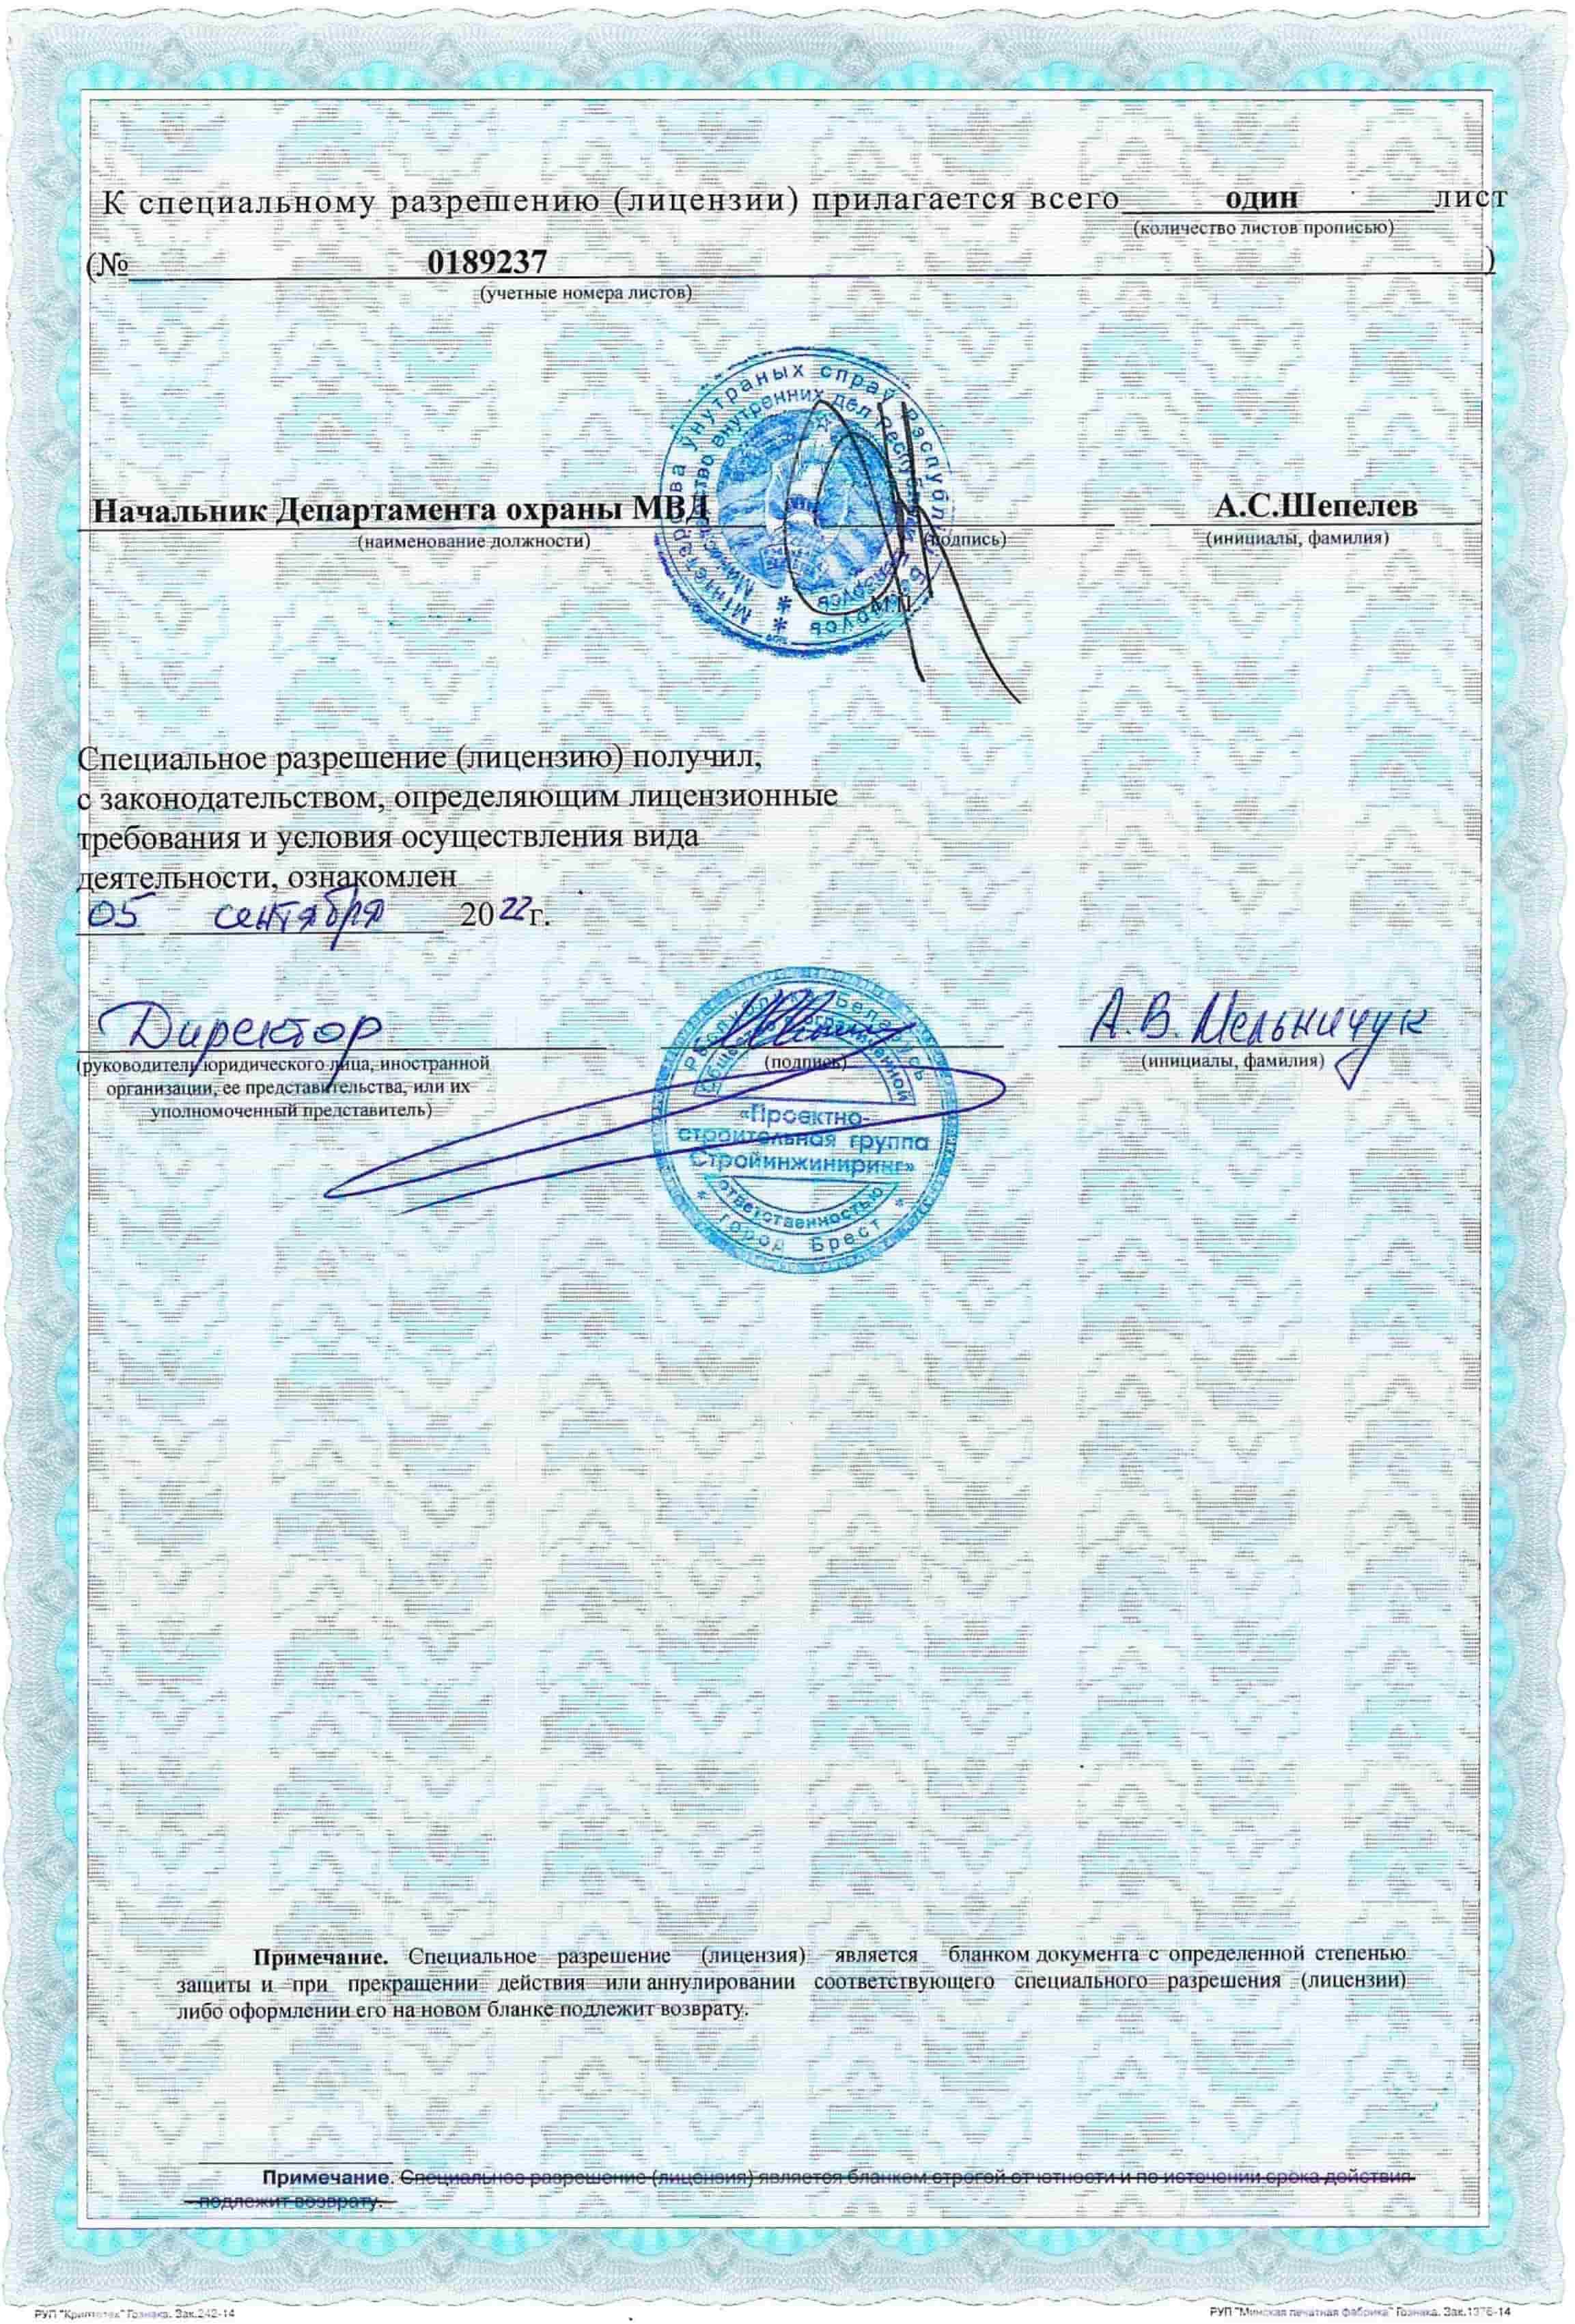 К специальному разрешению (лицензии) прилагается всего один лист
(количество листов прописью)
(№ 0189237 )
(учетные номера листов)
Міністэрства ўнутраных спраў Рэспублікі Беларусь
Министерство внутренних дел Республики Беларусь
Начальник Департамента охраны МВД А.С.Шепелев
(наименование должности) (подпись) (инициалы, фамилия)
М.П.
Специальное разрешение (лицензию) получил,
с законодательством, определяющим лицензионные
требования и условия осуществления вида
деятельности, ознакомлен
05 сентября 2022г.
Директор А.В. Мельничук
(руководитель юридического лица, иностранной (подпись) (инициалы, фамилия)
организации, ее представительства, или их
уполномоченный представитель)
Республика Беларусь
«Проектно-
строительная группа
Стройинжиниринг»
ответственностью
* город Брест *
Примечание. Специальное разрешение (лицензия) является бланком документа с определенной степенью
защиты и при прекращении действия или аннулировании соответствующего специального разрешения (лицензии)
либо оформлении его на новом бланке подлежит возврату.
Примечание. Специальное разрешение (лицензия) является бланком строгой отчетности и по истечении срока действия
подлежит возврату.
РУП "Криптотех" Гознака. Зак.242-14
РУП "Минская печатная фабрика" Гознака. Зак.1376-14